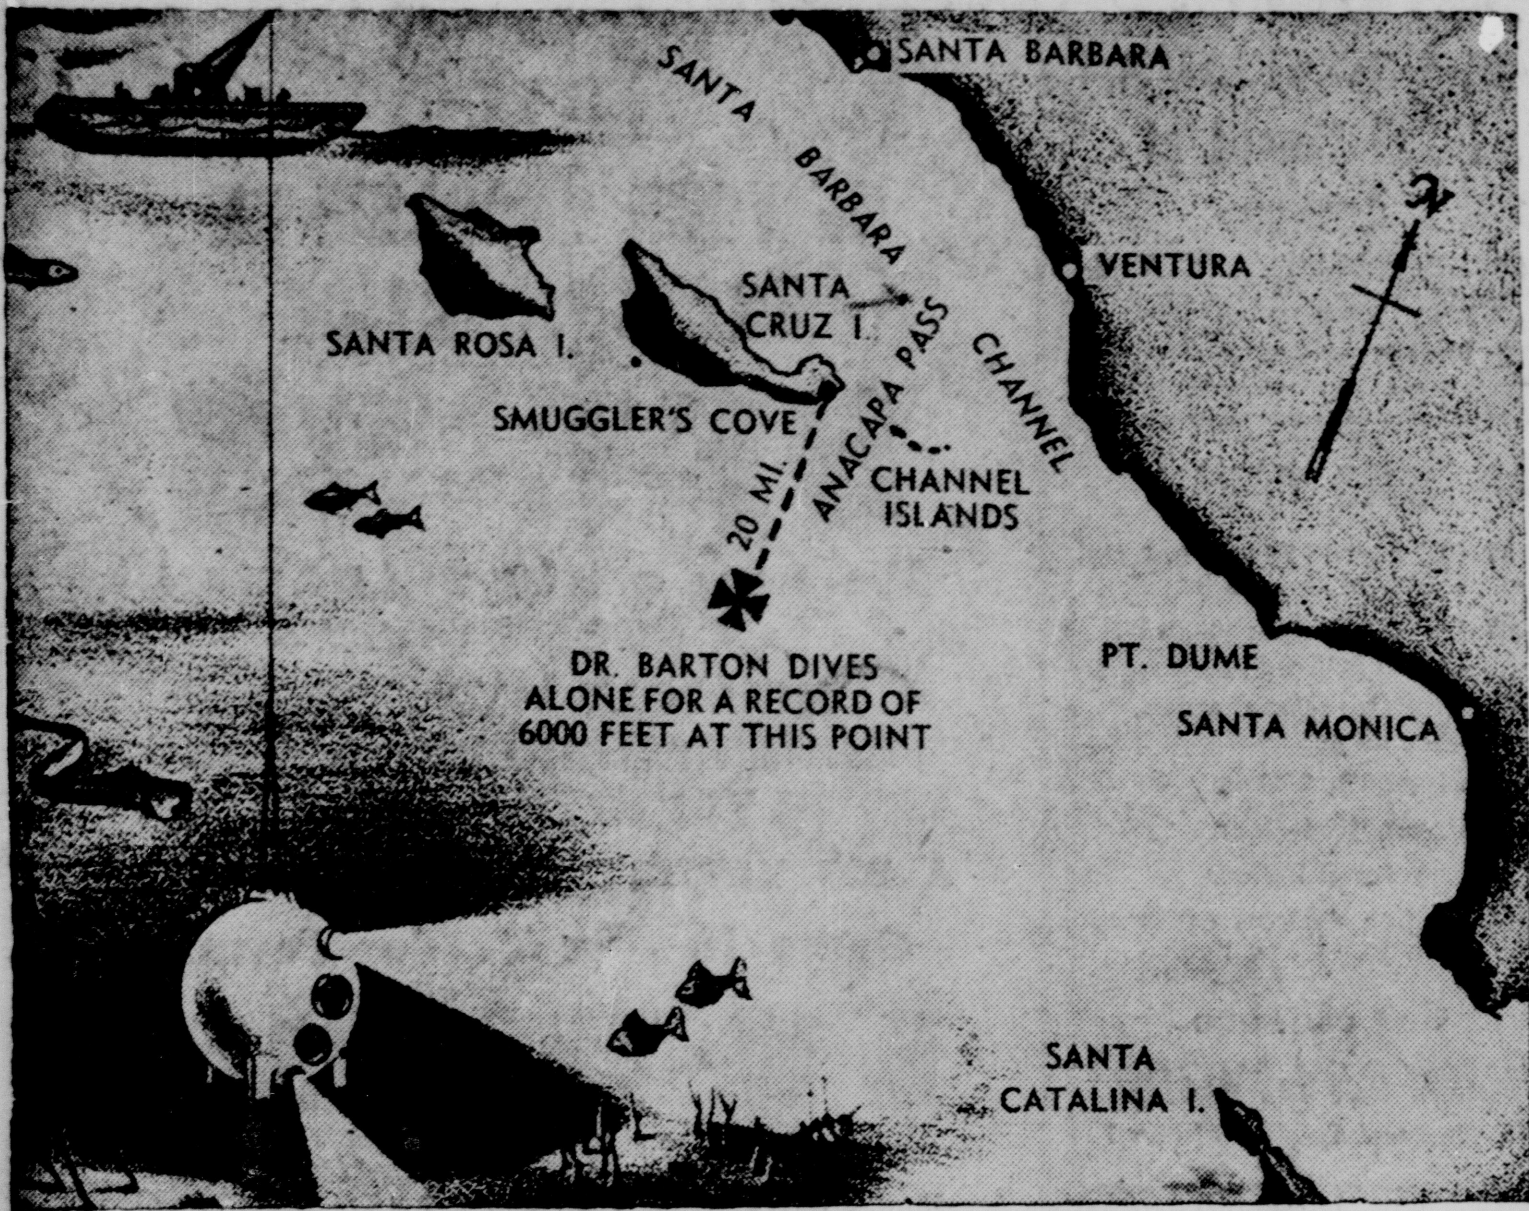 SANTA BARBARA
SANTA BARBARA CHANNEL
VENTURA
N
SANTA
CRUZ I.
SANTA ROSA I.
ANACAPA PASS
SMUGGLER'S COVE
20 MI.
CHANNEL
ISLANDS
DR. BARTON DIVES
ALONE FOR A RECORD OF
6000 FEET AT THIS POINT
PT. DUME
SANTA MONICA
SANTA
CATALINA I.